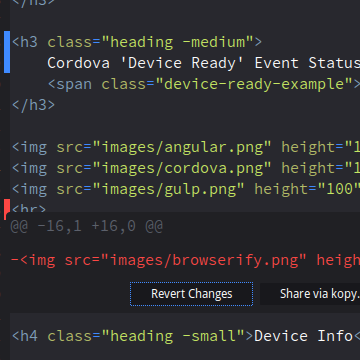 </h3>
<h3 class="heading -medium">
Cordova 'Device Ready' Event Status
<span class="device-ready-example">
</h3>
<img src="images/angular.png" height="1
<img src="images/cordova.png" height="1
<img src="images/gulp.png" height="100"
<hr>
@@ -16,1 +16,0 @@
-<img src="images/browserify.png" heigh
Revert Changes
Share via kopy.
<h4 class="heading -small">Device Info<